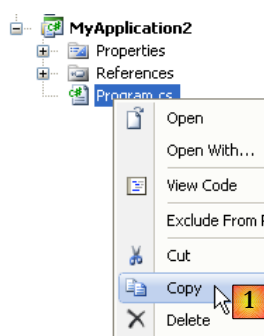 MyApplication2
Properties
References
Program.cs
Open
Open With...
View Code
Exclude From
Cut
Copy
1
Delete